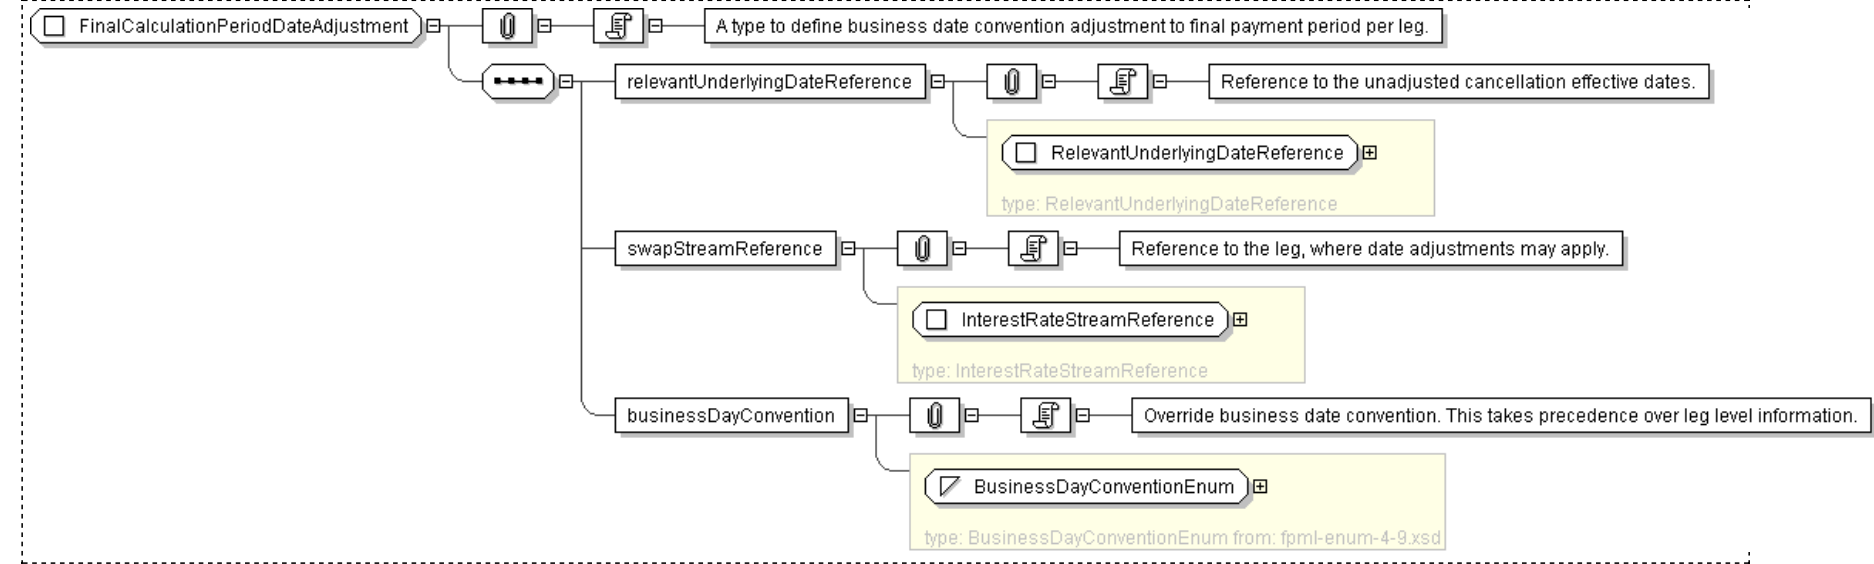 FinalCalculationPeriodDateAdjustment
A type to define business date convention adjustment to final payment period per leg.
relevantUnderlyingDateReference
Reference to the unadjusted cancellation effective dates.
RelevantUnderlyingDateReference
type: RelevantUnderlyingDateReference
swapStreamReference
Reference to the leg, where date adjustments may apply.
InterestRateStreamReference
type: InterestRateStreamReference
businessDayConvention
Override business date convention. This takes precedence over leg level information.
BusinessDayConventionEnum
type: BusinessDayConventionEnum from: fpml-enum-4-9.xsd